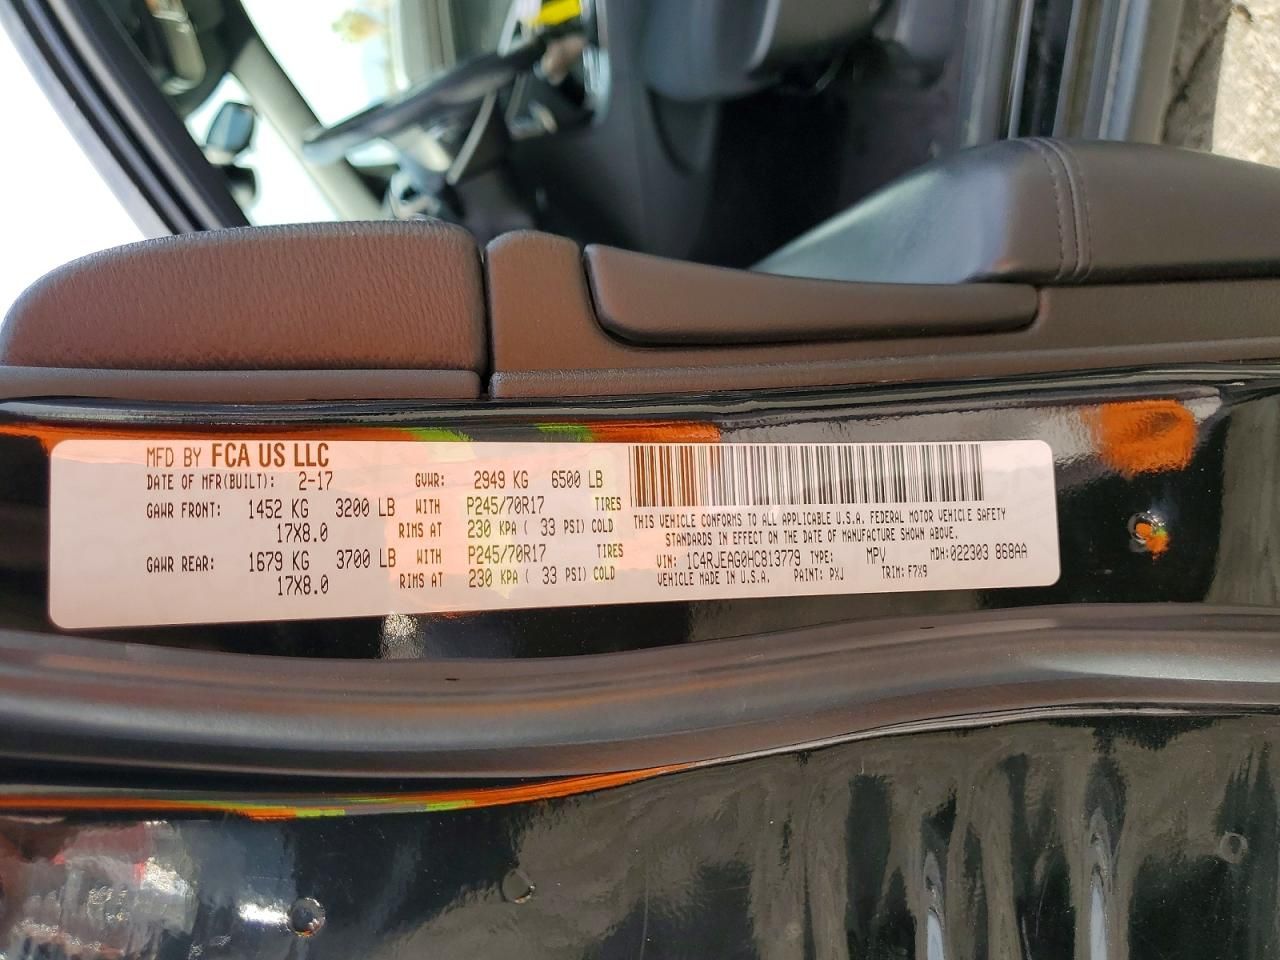 MFD BY FCA US LLC
DATE OF MFR(BUILT): 2-17 GVWR: 2949 KG 6500 LB
GAWR FRONT: 1452 KG 3200 LB WITH P245/70R17 TIRES
17X8.0 RIMS AT 230 KPA ( 33 PSI) COLD
GAWR REAR: 1679 KG 3700 LB WITH P245/70R17 TIRES
17X8.0 RIMS AT 230 KPA ( 33 PSI) COLD
THIS VEHICLE CONFORMS TO ALL APPLICABLE U.S.A. FEDERAL MOTOR VEHICLE SAFETY
STANDARDS IN EFFECT ON THE DATE OF MANUFACTURE SHOWN ABOVE.
VIN: 1C4RJEAG0HC813779 TYPE: MPV MDH:022303 868AA
VEHICLE MADE IN U.S.A. PAINT: PXJ TRIM: F7X9